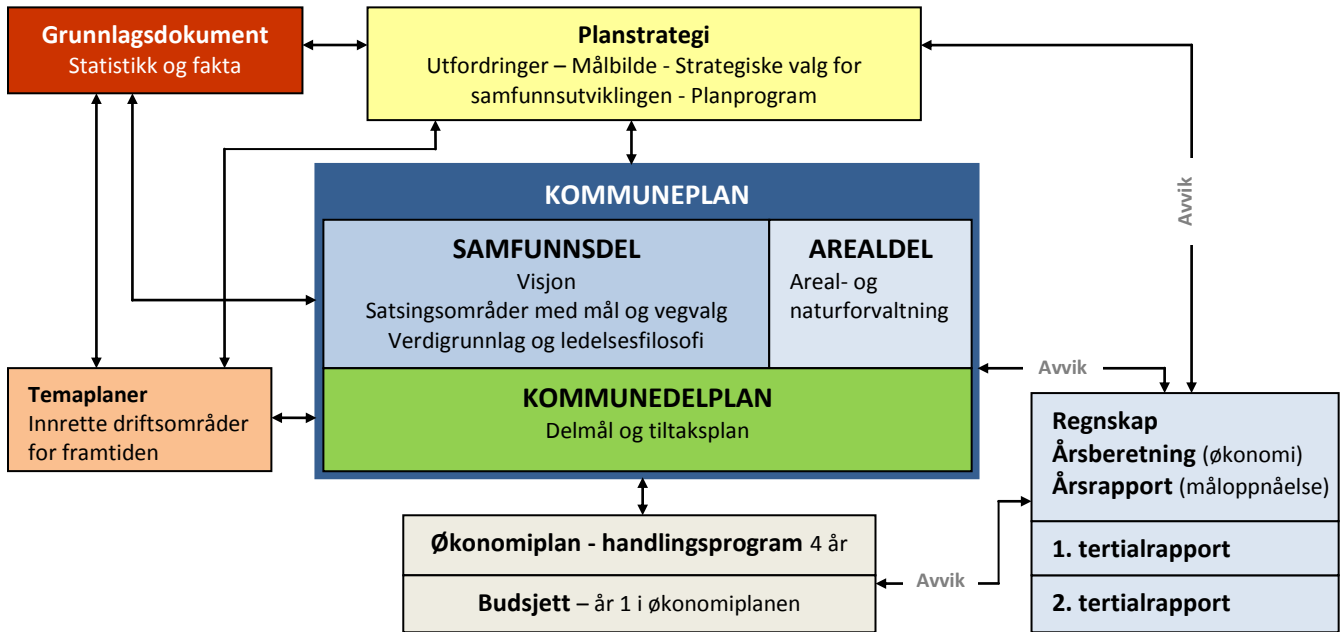 Grunnlagsdokument
Statistikk og fakta
Planstrategi
Utfordringer – Målbilde - Strategiske valg for
samfunnsutviklingen - Planprogram
Avvik
KOMMUNEPLAN
SAMFUNNSDEL
Visjon
Satsingsområder med mål og vegvalg
Verdigrunnlag og ledelsesfilosofi
AREALDEL
Areal- og
naturforvaltning
Avvik
Temaplaner
Innrette driftsområder
for framtiden
KOMMUNEDELPLAN
Delmål og tiltaksplan
Regnskap
Årsberetning (økonomi)
Årsrapport (måloppnåelse)
1. tertialrapport
2. tertialrapport
Økonomiplan - handlingsprogram 4 år
Budsjett – år 1 i økonomiplanen
Avvik